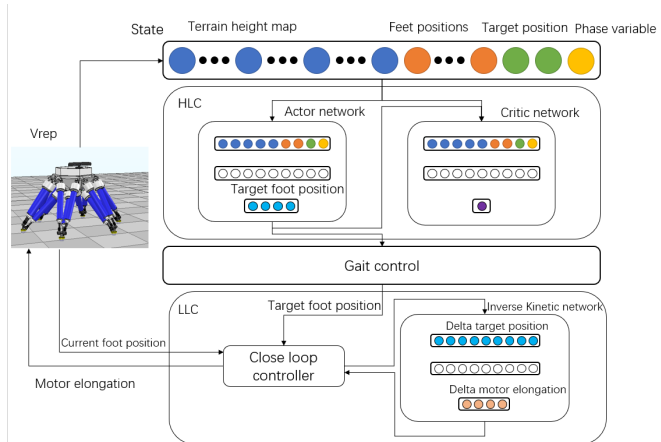 State
Terrain height map
Feet positions
Target position
Phase variable
HLC
Actor network
Critic network
Vrep
Target foot position
Gait control
LLC
Target foot position
Inverse Kinetic network
Delta target position
Current foot position
Close loop
controller
Motor elongation
Delta motor elongation